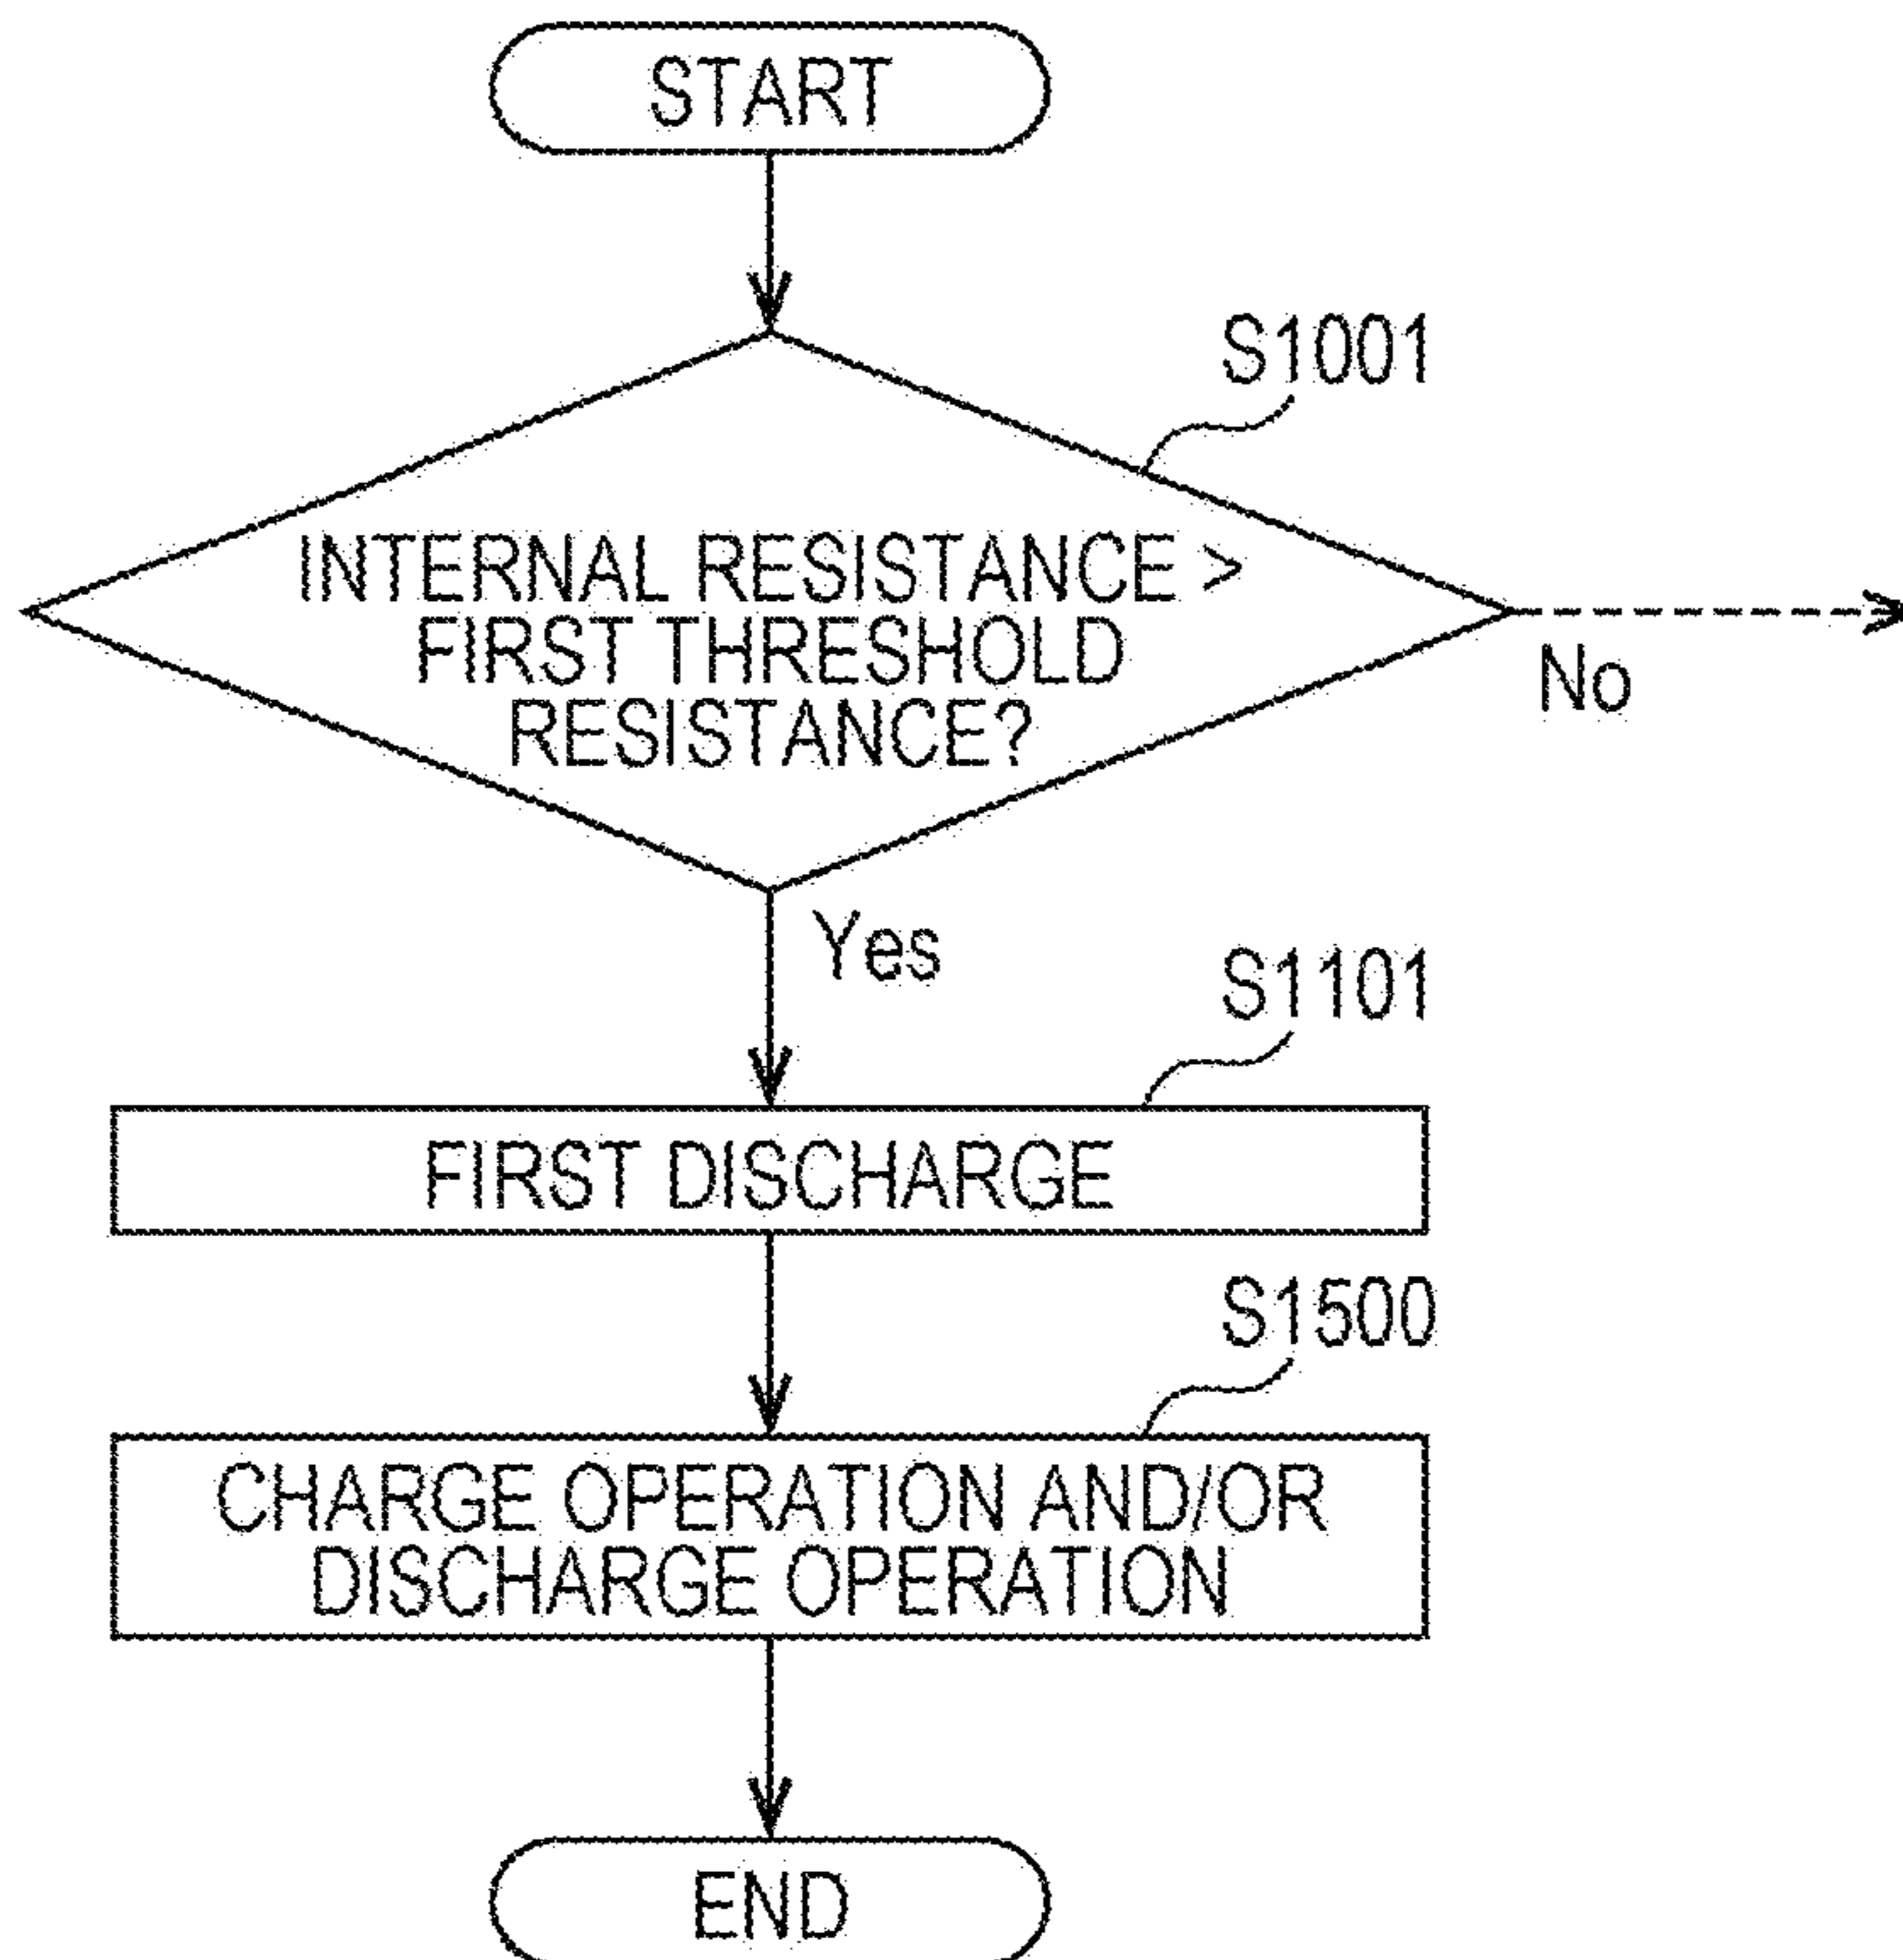 START
S1001
INTERNAL RESISTANCE >
FIRST THRESHOLD
RESISTANCE?
No
Yes
S1101
FIRST DISCHARGE
S1500
CHARGE OPERATION AND/OR
DISCHARGE OPERATION
END